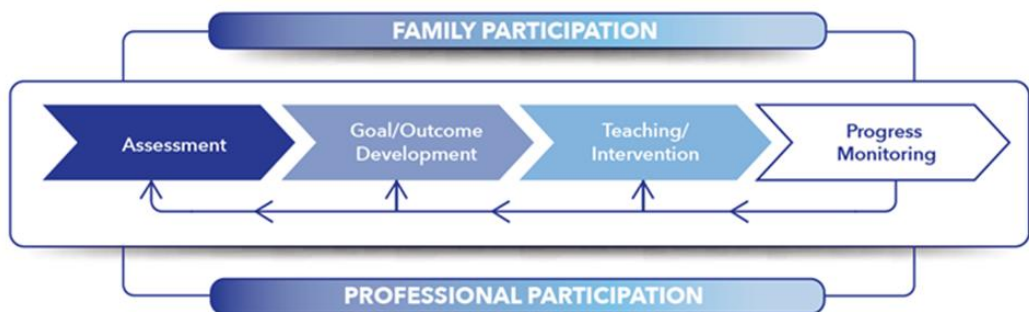 FAMILY PARTICIPATION
Assessment
Goal/Outcome
Development
Teaching/
Intervention
Progress
Monitoring
PROFESSIONAL PARTICIPATION